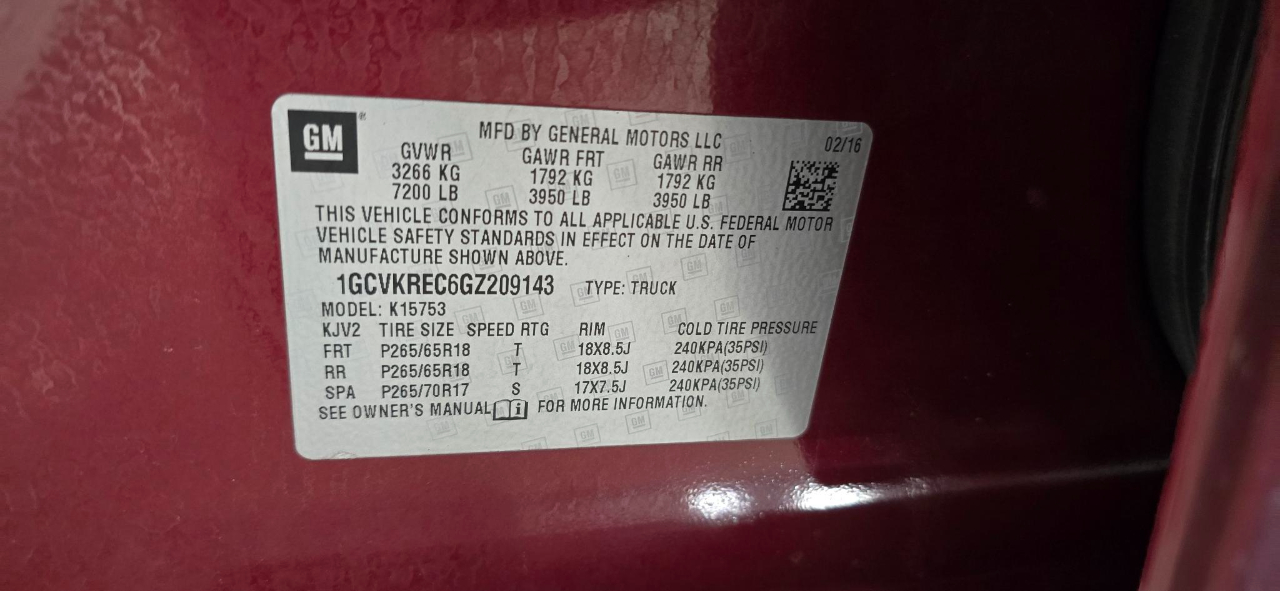 GM®
MFD BY GENERAL MOTORS LLC 02/16
GVWR GAWR FRT GAWR RR
3266 KG 1792 KG 1792 KG
7200 LB 3950 LB 3950 LB
THIS VEHICLE CONFORMS TO ALL APPLICABLE U.S. FEDERAL MOTOR
VEHICLE SAFETY STANDARDS IN EFFECT ON THE DATE OF
MANUFACTURE SHOWN ABOVE.
1GCVKREC6GZ209143 TYPE: TRUCK
MODEL: K15753
KJV2 TIRE SIZE SPEED RTG RIM COLD TIRE PRESSURE
FRT P265/65R18 T 18X8.5J 240KPA(35PSI)
RR P265/65R18 T 18X8.5J 240KPA(35PSI)
SPA P265/70R17 S 17X7.5J 240KPA(35PSI)
SEE OWNER'S MANUAL i FOR MORE INFORMATION.